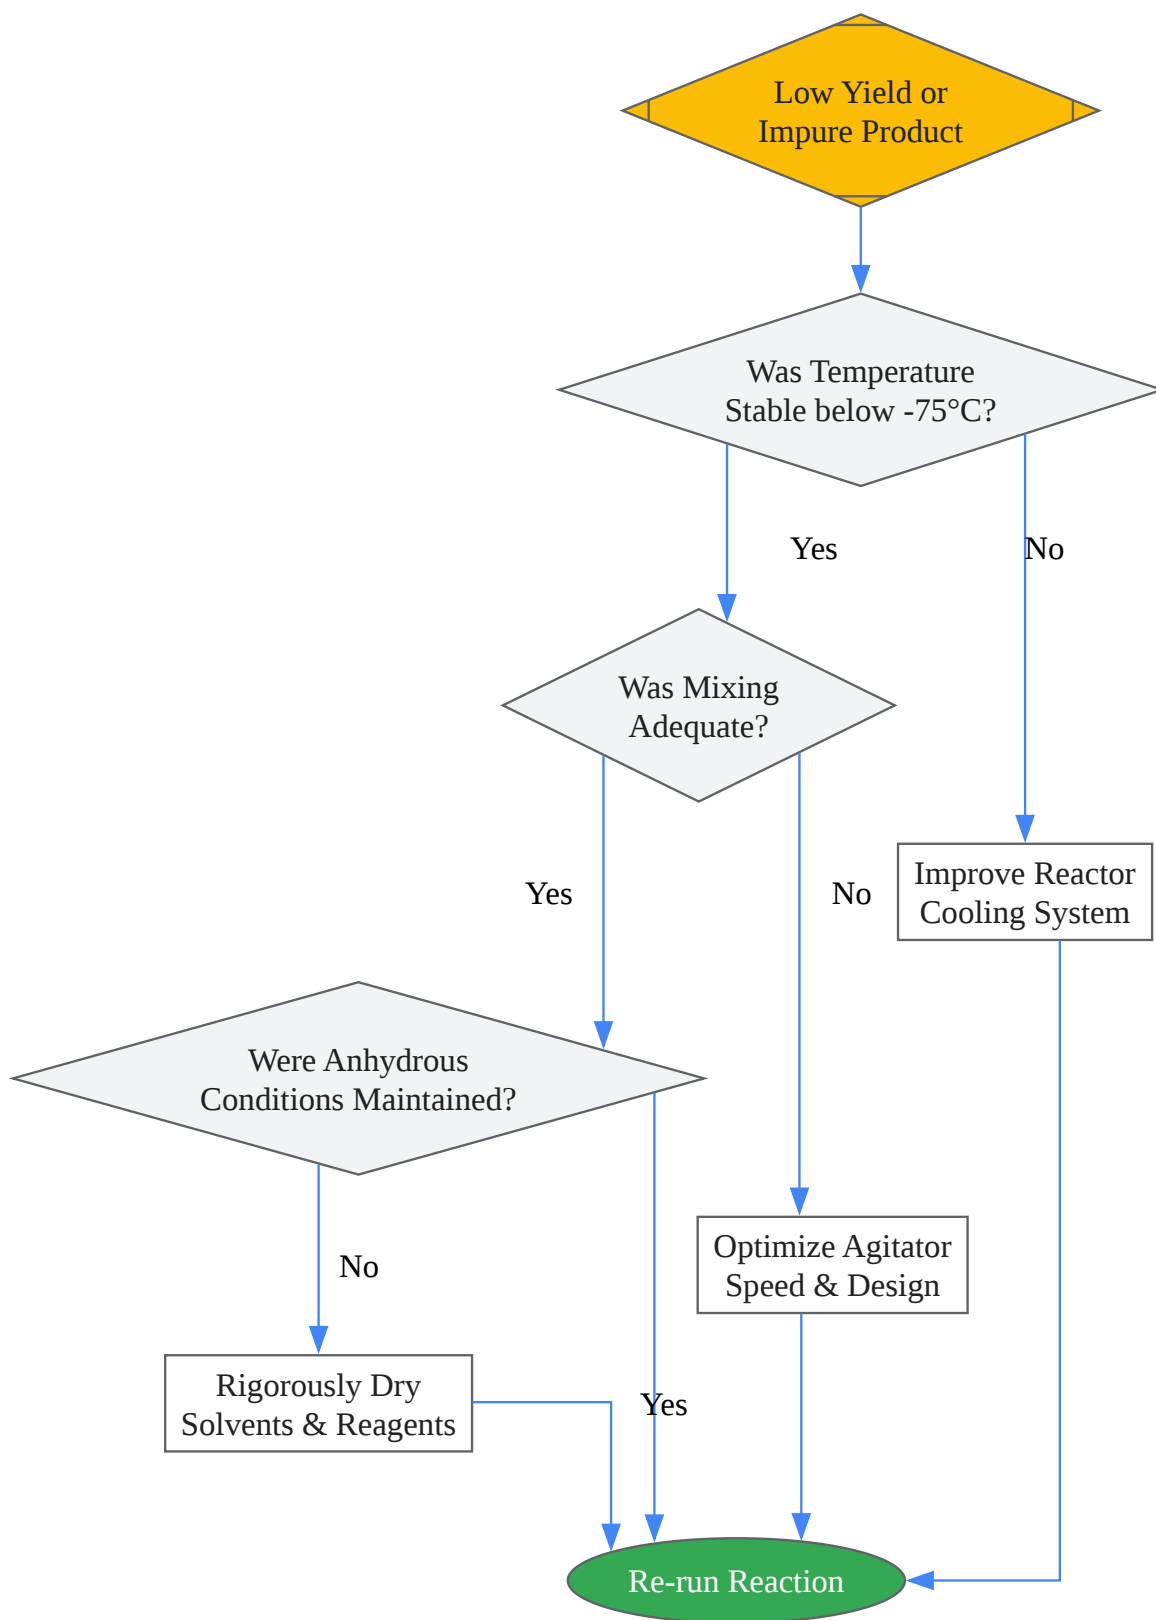 Low Yield or
Impure Product
Was Temperature
Stable below -75°C?
Yes
No
Was Mixing
Adequate?
Improve Reactor
Cooling System
Yes
No
Were Anhydrous
Conditions Maintained?
Optimize Agitator
Speed & Design
No
Rigorously Dry
Solvents & Reagents
Yes
Re-run Reaction